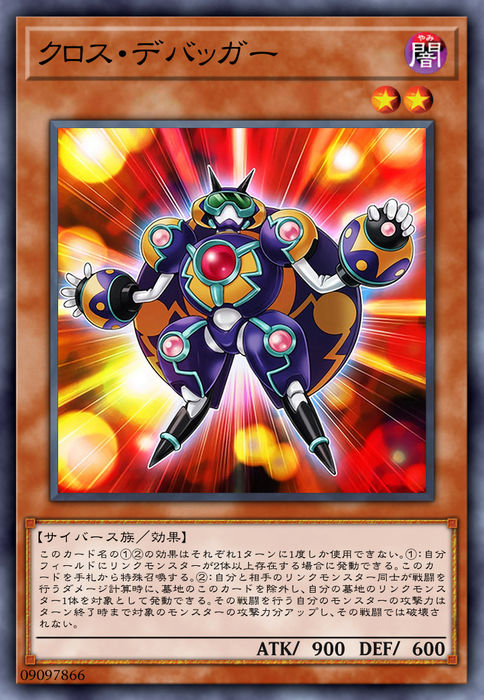 クロス・デバッガー
やみ
闇
【サイバース族／効果】
このカード名の①②の効果はそれぞれ1ターンに1度しか使用できない。①：自分
フィールドにリンクモンスターが2体以上存在する場合に発動できる。このカ
ードを手札から特殊召喚する。②：自分と相手のリンクモンスター同士が戦闘を
行うダメージ計算時に、墓地のこのカードを除外し、自分の墓地のリンクモンス
ター1体を対象として発動できる。その戦闘を行う自分のモンスターの攻撃力は
ターン終了時まで対象のモンスターの攻撃力分アップし、その戦闘では破壊さ
れない。
ATK/ 900 DEF/ 600
09097866